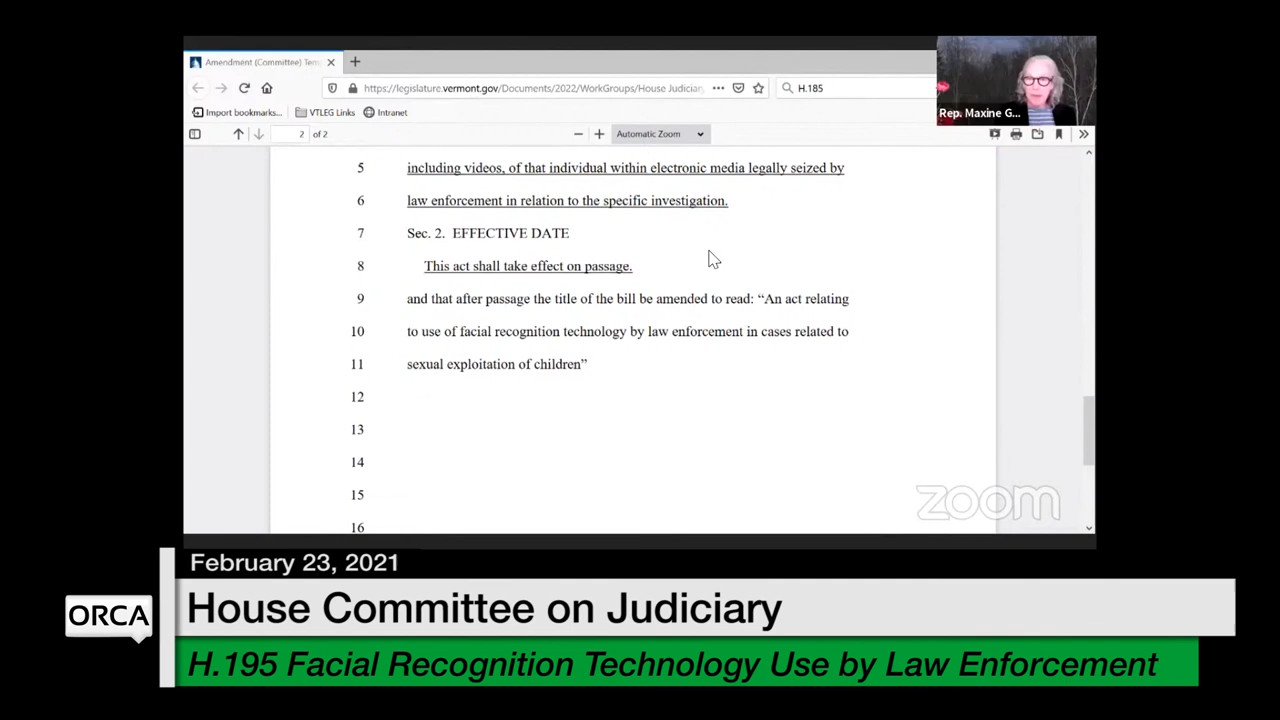 Amendment (Committee) Tem
https://legislature.vermont.gov/Documents/2022/WorkGroups/House Judiciar
H.185
Rep. Maxine G...
Import bookmarks...
VTLEG Links
Intranet
2 of 2
Automatic Zoom
5 including videos, of that individual within electronic media legally seized by
6 law enforcement in relation to the specific investigation.
7 Sec. 2. EFFECTIVE DATE
8 This act shall take effect on passage.
9 and that after passage the title of the bill be amended to read: “An act relating
10 to use of facial recognition technology by law enforcement in cases related to
11 sexual exploitation of children”
12
13
14
15
16
zoom
February 23, 2021
ORCA
House Committee on Judiciary
H.195 Facial Recognition Technology Use by Law Enforcement